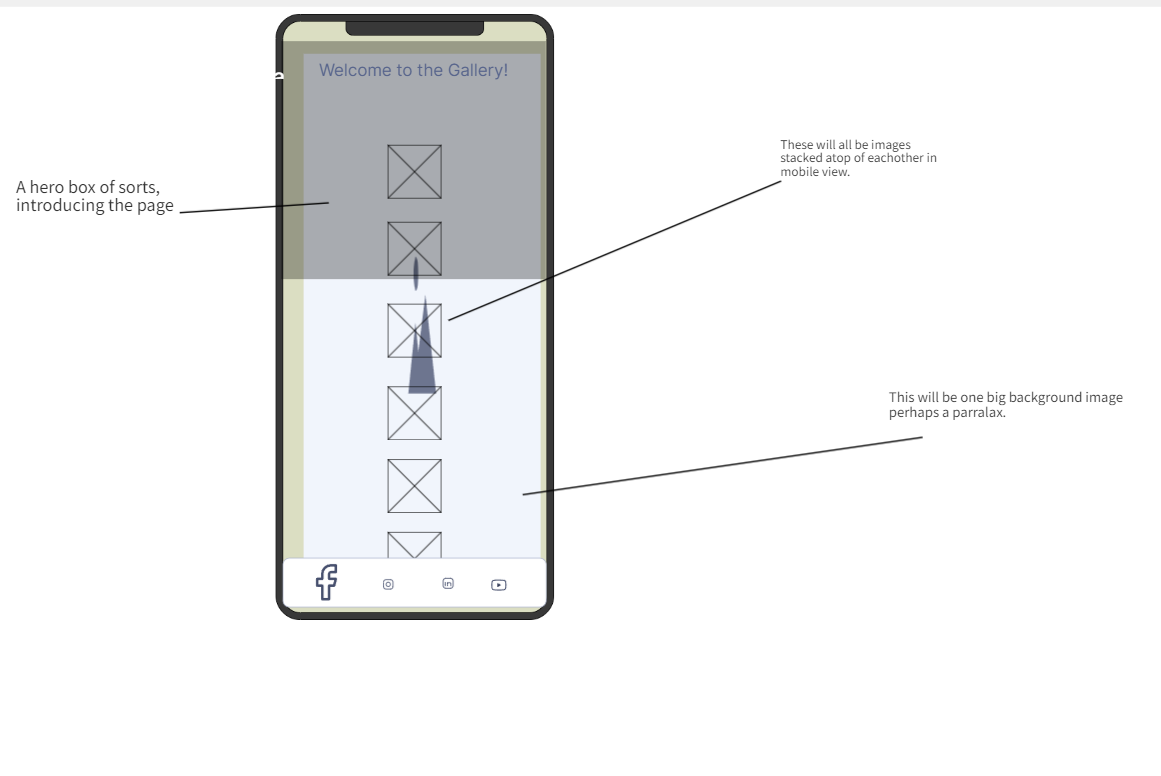 Welcome to the Gallery!
These will all be images
stacked atop of eachother in
mobile view.
A hero box of sorts,
introducing the page
This will be one big background image
perhaps a parralax.